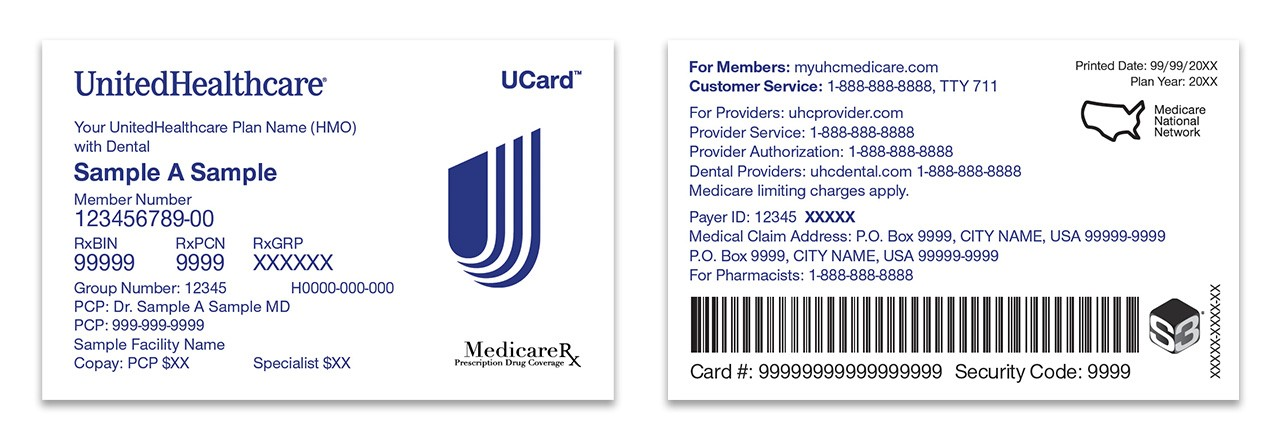 UnitedHealthcare®
UCard™
Your UnitedHealthcare Plan Name (HMO)
with Dental
Sample A Sample
Member Number
123456789-00
RxBIN RxPCN RxGRP
99999 9999 XXXXXX
Group Number: 12345 H0000-000-000
PCP: Dr. Sample A Sample MD
PCP: 999-999-9999
Sample Facility Name
Copay: PCP $XX Specialist $XX
MedicareRx
Prescription Drug Coverage
For Members: myuhcmedicare.com
Customer Service: 1-888-888-8888, TTY 711
For Providers: uhcprovider.com
Provider Service: 1-888-888-8888
Provider Authorization: 1-888-888-8888
Dental Providers: uhcdental.com 1-888-888-8888
Medicare limiting charges apply.
Printed Date: 99/99/20XX
Plan Year: 20XX
Medicare
National
Network
Payer ID: 12345 XXXXX
Medical Claim Address: P.O. Box 9999, CITY NAME, USA 99999-9999
P.O. Box 9999, CITY NAME, USA 99999-9999
For Pharmacists: 1-888-888-8888
S3
XXXXX-XXXX-XX
Card #: 99999999999999999 Security Code: 9999